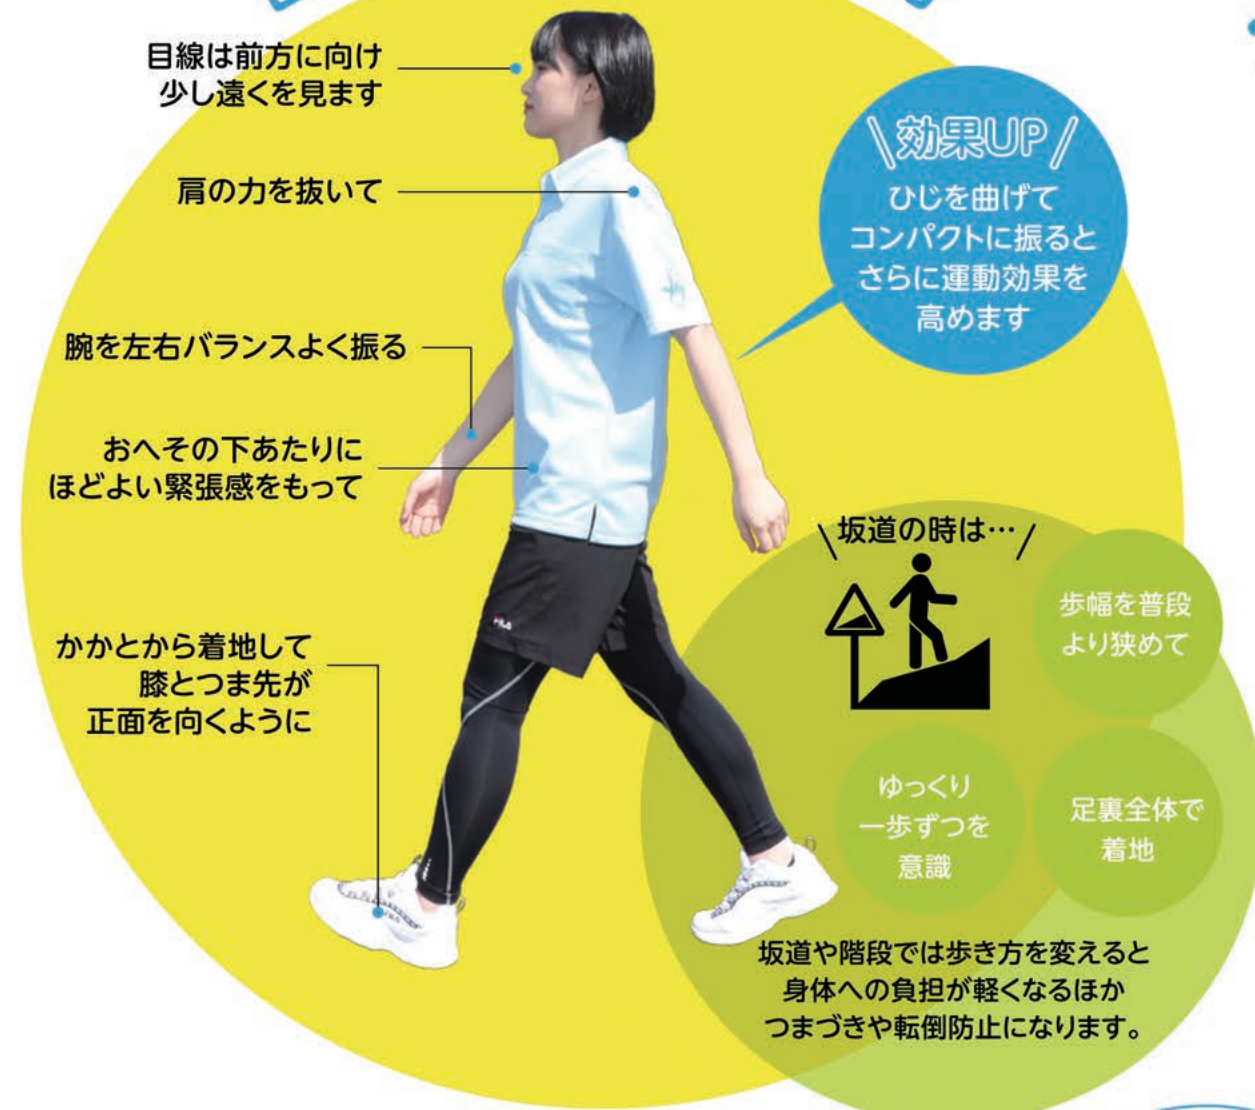 目線は前方に向け
少し遠くを見ます
肩の力を抜いて
腕を左右バランスよく振る
おへその下あたりに
ほどよい緊張感をもって
かかとから着地して
膝とつま先が
正面を向くように
効果UP
ひじを曲げて
コンパクトに振ると
さらに運動効果を
高めます
坂道の時は…
歩幅を普段
より狭めて
ゆっくり
一歩ずつを
意識
足裏全体で
着地
坂道や階段では歩き方を変えると
身体への負担が軽くなるほか
つまづきや転倒防止になります。
FILA